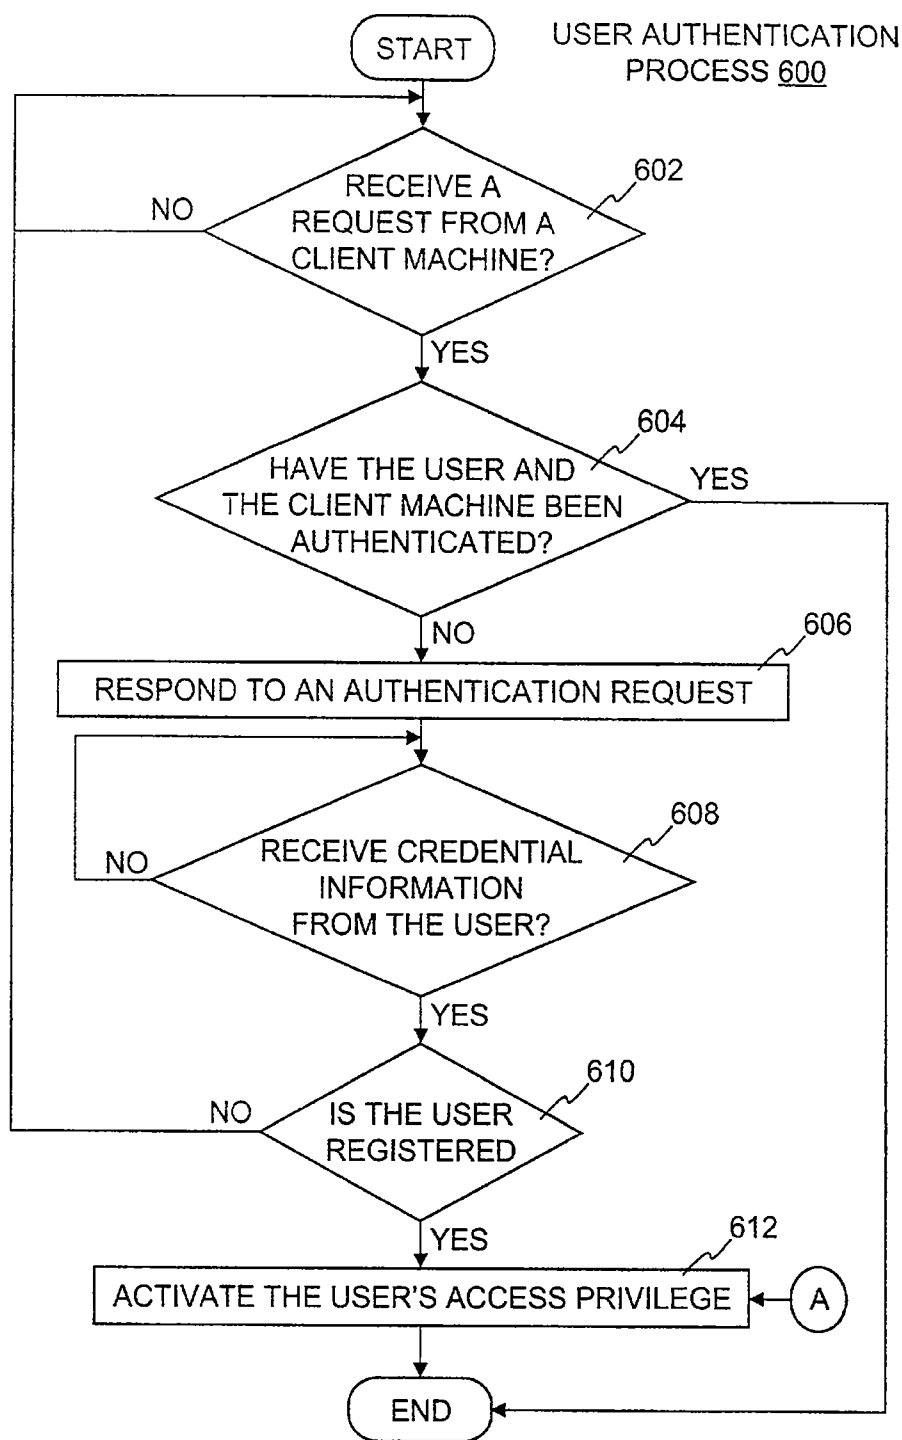 START
USER AUTHENTICATION
PROCESS 600
602
RECEIVE A
REQUEST FROM A
CLIENT MACHINE?
NO
YES
604
HAVE THE USER AND
THE CLIENT MACHINE BEEN
AUTHENTICATED?
YES
NO
606
RESPOND TO AN AUTHENTICATION REQUEST
608
RECEIVE CREDENTIAL
INFORMATION
FROM THE USER?
NO
YES
610
IS THE USER
REGISTERED
NO
YES
612
ACTIVATE THE USER'S ACCESS PRIVILEGE
A
END